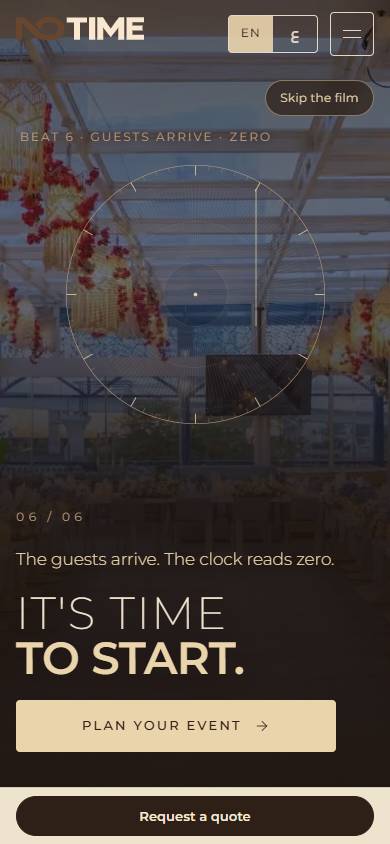 NOTIME
EN
ع
Skip the film
BEAT 6 · GUESTS ARRIVE · ZERO
06 / 06
The guests arrive. The clock reads zero.
IT'S TIME
TO START.
PLAN YOUR EVENT →
Request a quote